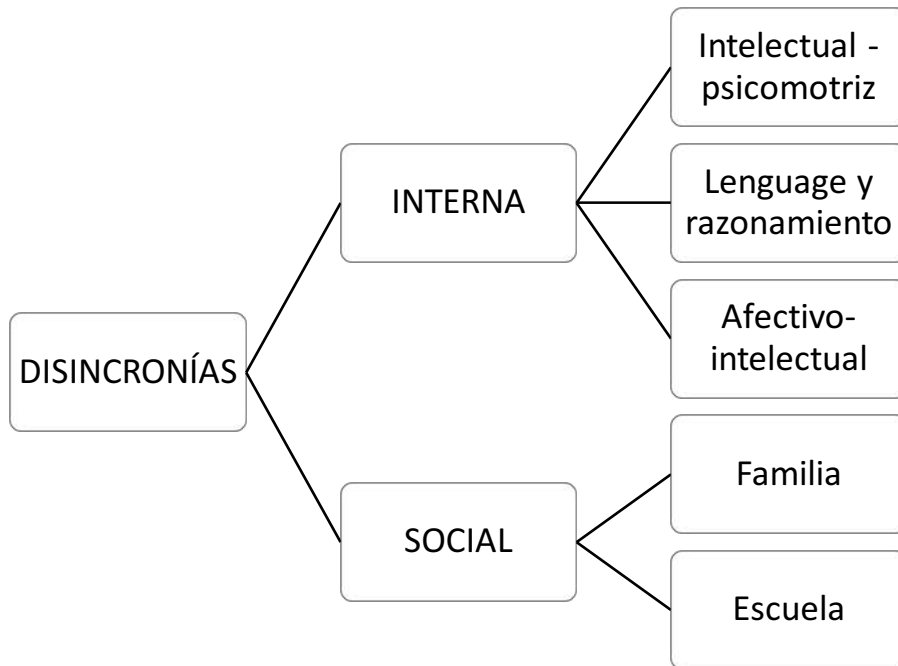 Intelectual -
psicomotriz
INTERNA
Lenguage y
razonamiento
Afectivo-
intelectual
DISINCRONÍAS
Familia
SOCIAL
Escuela